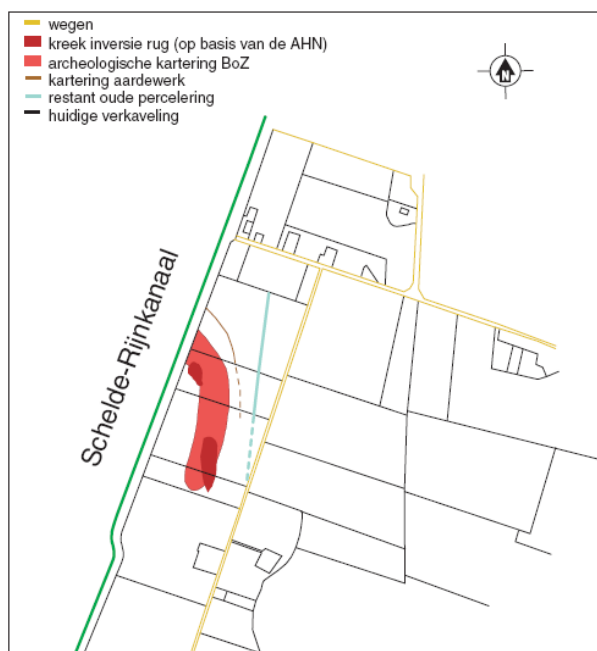 wegen
kreek inversie rug (op basis van de AHN)
archeologische kartering BoZ
kartering aardewerk
restant oude percelering
huidige verkaveling
N
Schelde-Rijnkanaal